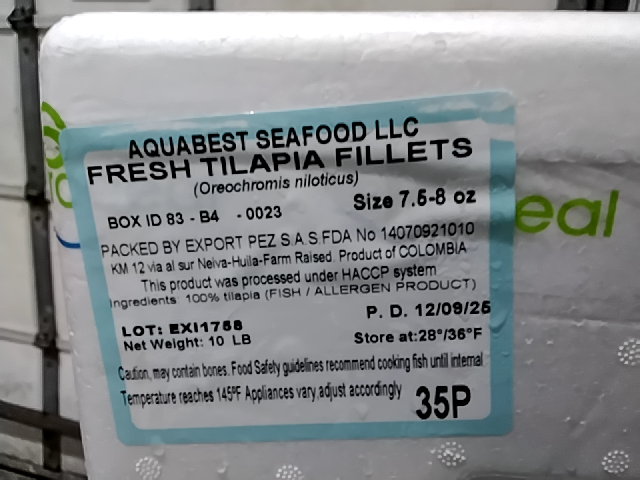 AQUABEST SEAFOOD LLC
FRESH TILAPIA FILLETS
(Oreochromis niloticus)
Size 7.5-8 oz
BOX ID 83 - B4 - 0023
PACKED BY EXPORT PEZ S.A.S.FDA No 14070921010
KM 12 via al sur Neiva-Huila-Farm Raised. Product of COLOMBIA
This product was processed under HACCP system
Ingredients: 100% tilapia (FISH / ALLERGEN PRODUCT)
P. D. 12/09/25
LOT: EXI1758
Net Weight: 10 LB
Store at:28°/36°F
Caution, may contain bones. Food Safety guidelines recommend cooking fish until internal
Temperature reaches 145ºF Appliances vary,adjust accordingly
35P
eal